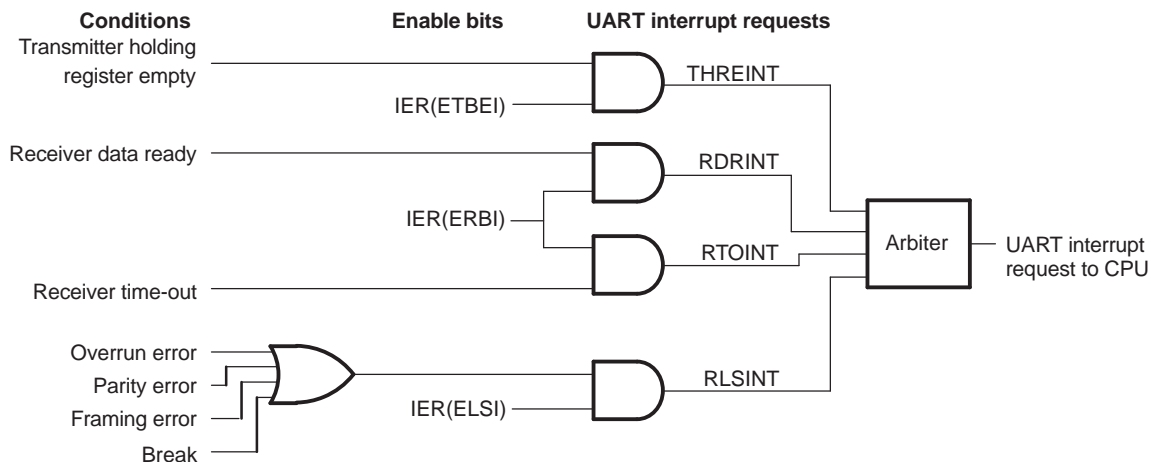 Conditions
Enable bits
UART interrupt requests
Transmitter holding
register empty
THREINT
IER(ETBEI)
Receiver data ready
RDRINT
IER(ERBI)
Arbiter
UART interrupt
request to CPU
RTOINT
Receiver time-out
Overrun error
Parity error
RLSINT
Framing error
IER(ELSI)
Break